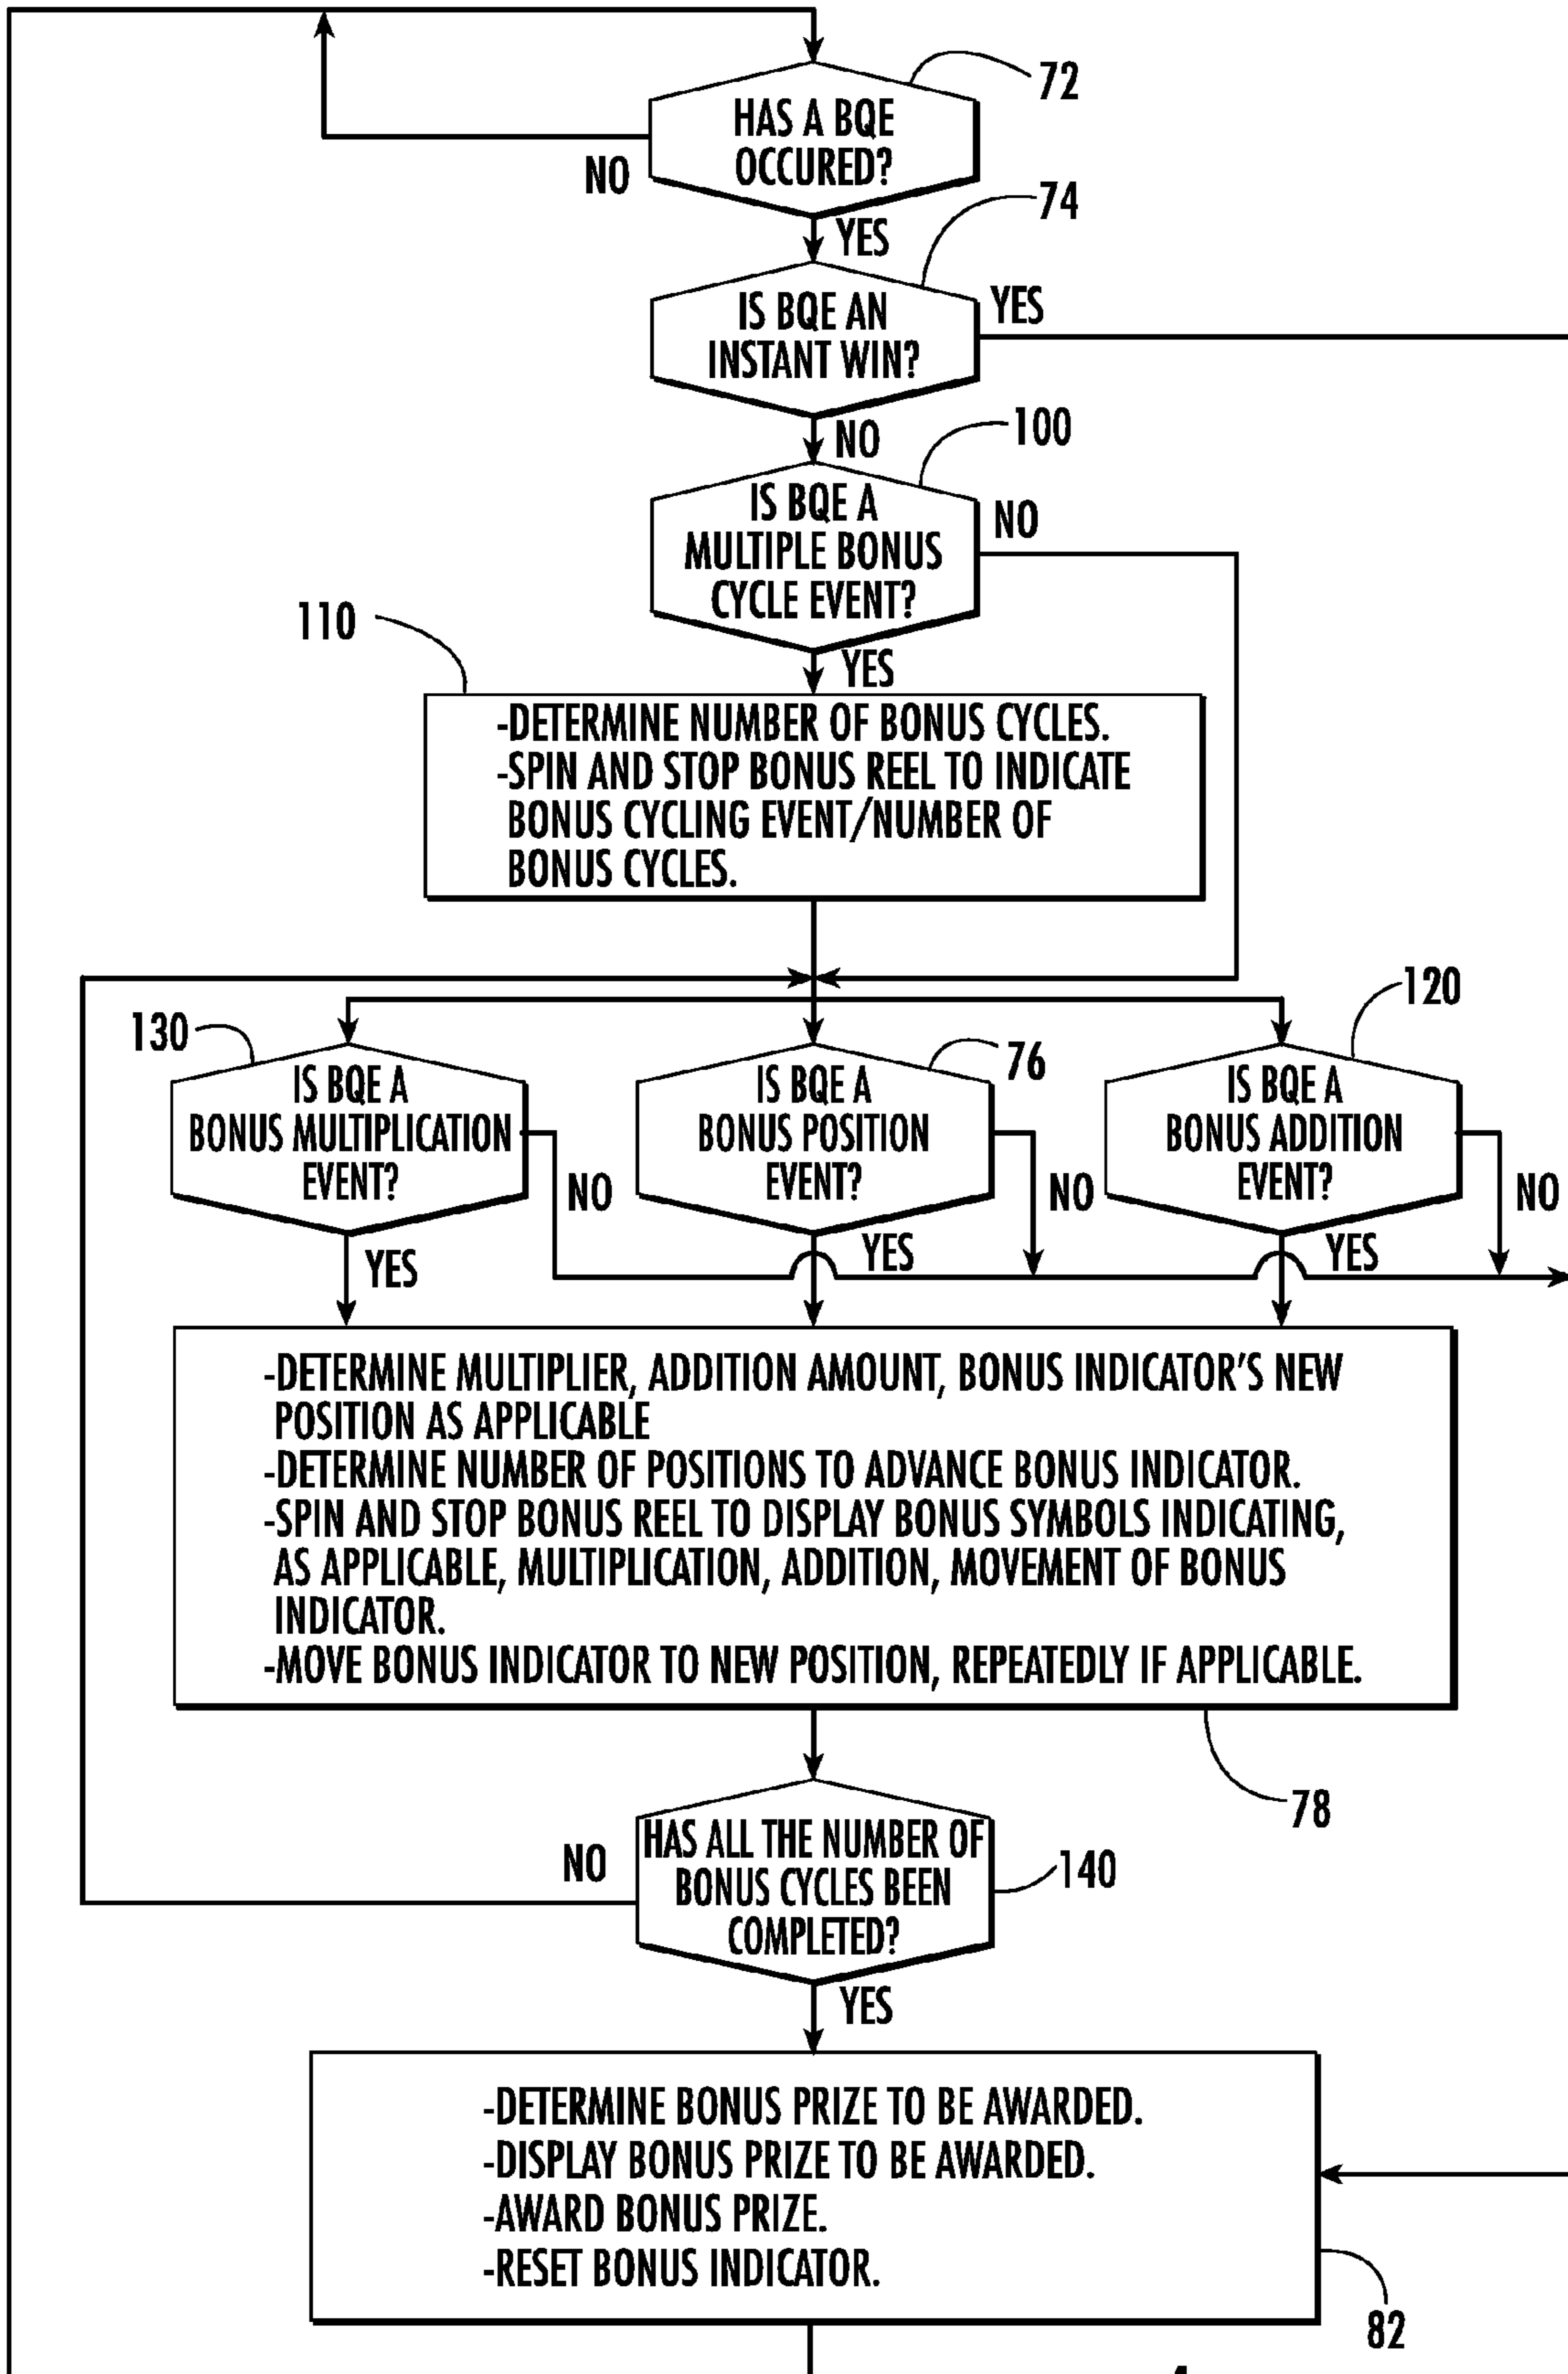 72
HAS A BQE
OCCURED?
NO
74
YES
IS BQE AN
INSTANT WIN?
YES
100
NO
IS BQE A
MULTIPLE BONUS
CYCLE EVENT?
NO
110
YES
-DETERMINE NUMBER OF BONUS CYCLES.
-SPIN AND STOP BONUS REEL TO INDICATE
BONUS CYCLING EVENT/NUMBER OF
BONUS CYCLES.
130
IS BQE A
BONUS MULTIPLICATION
EVENT?
NO
YES
76
IS BQE A
BONUS POSITION
EVENT?
NO
YES
120
IS BQE A
BONUS ADDITION
EVENT?
NO
YES
-DETERMINE MULTIPLIER, ADDITION AMOUNT, BONUS INDICATOR'S NEW
POSITION AS APPLICABLE
-DETERMINE NUMBER OF POSITIONS TO ADVANCE BONUS INDICATOR.
-SPIN AND STOP BONUS REEL TO DISPLAY BONUS SYMBOLS INDICATING,
AS APPLICABLE, MULTIPLICATION, ADDITION, MOVEMENT OF BONUS
INDICATOR.
-MOVE BONUS INDICATOR TO NEW POSITION, REPEATEDLY IF APPLICABLE.
78
HAS ALL THE NUMBER OF
BONUS CYCLES BEEN
COMPLETED?
NO
140
YES
-DETERMINE BONUS PRIZE TO BE AWARDED.
-DISPLAY BONUS PRIZE TO BE AWARDED.
-AWARD BONUS PRIZE.
-RESET BONUS INDICATOR.
82